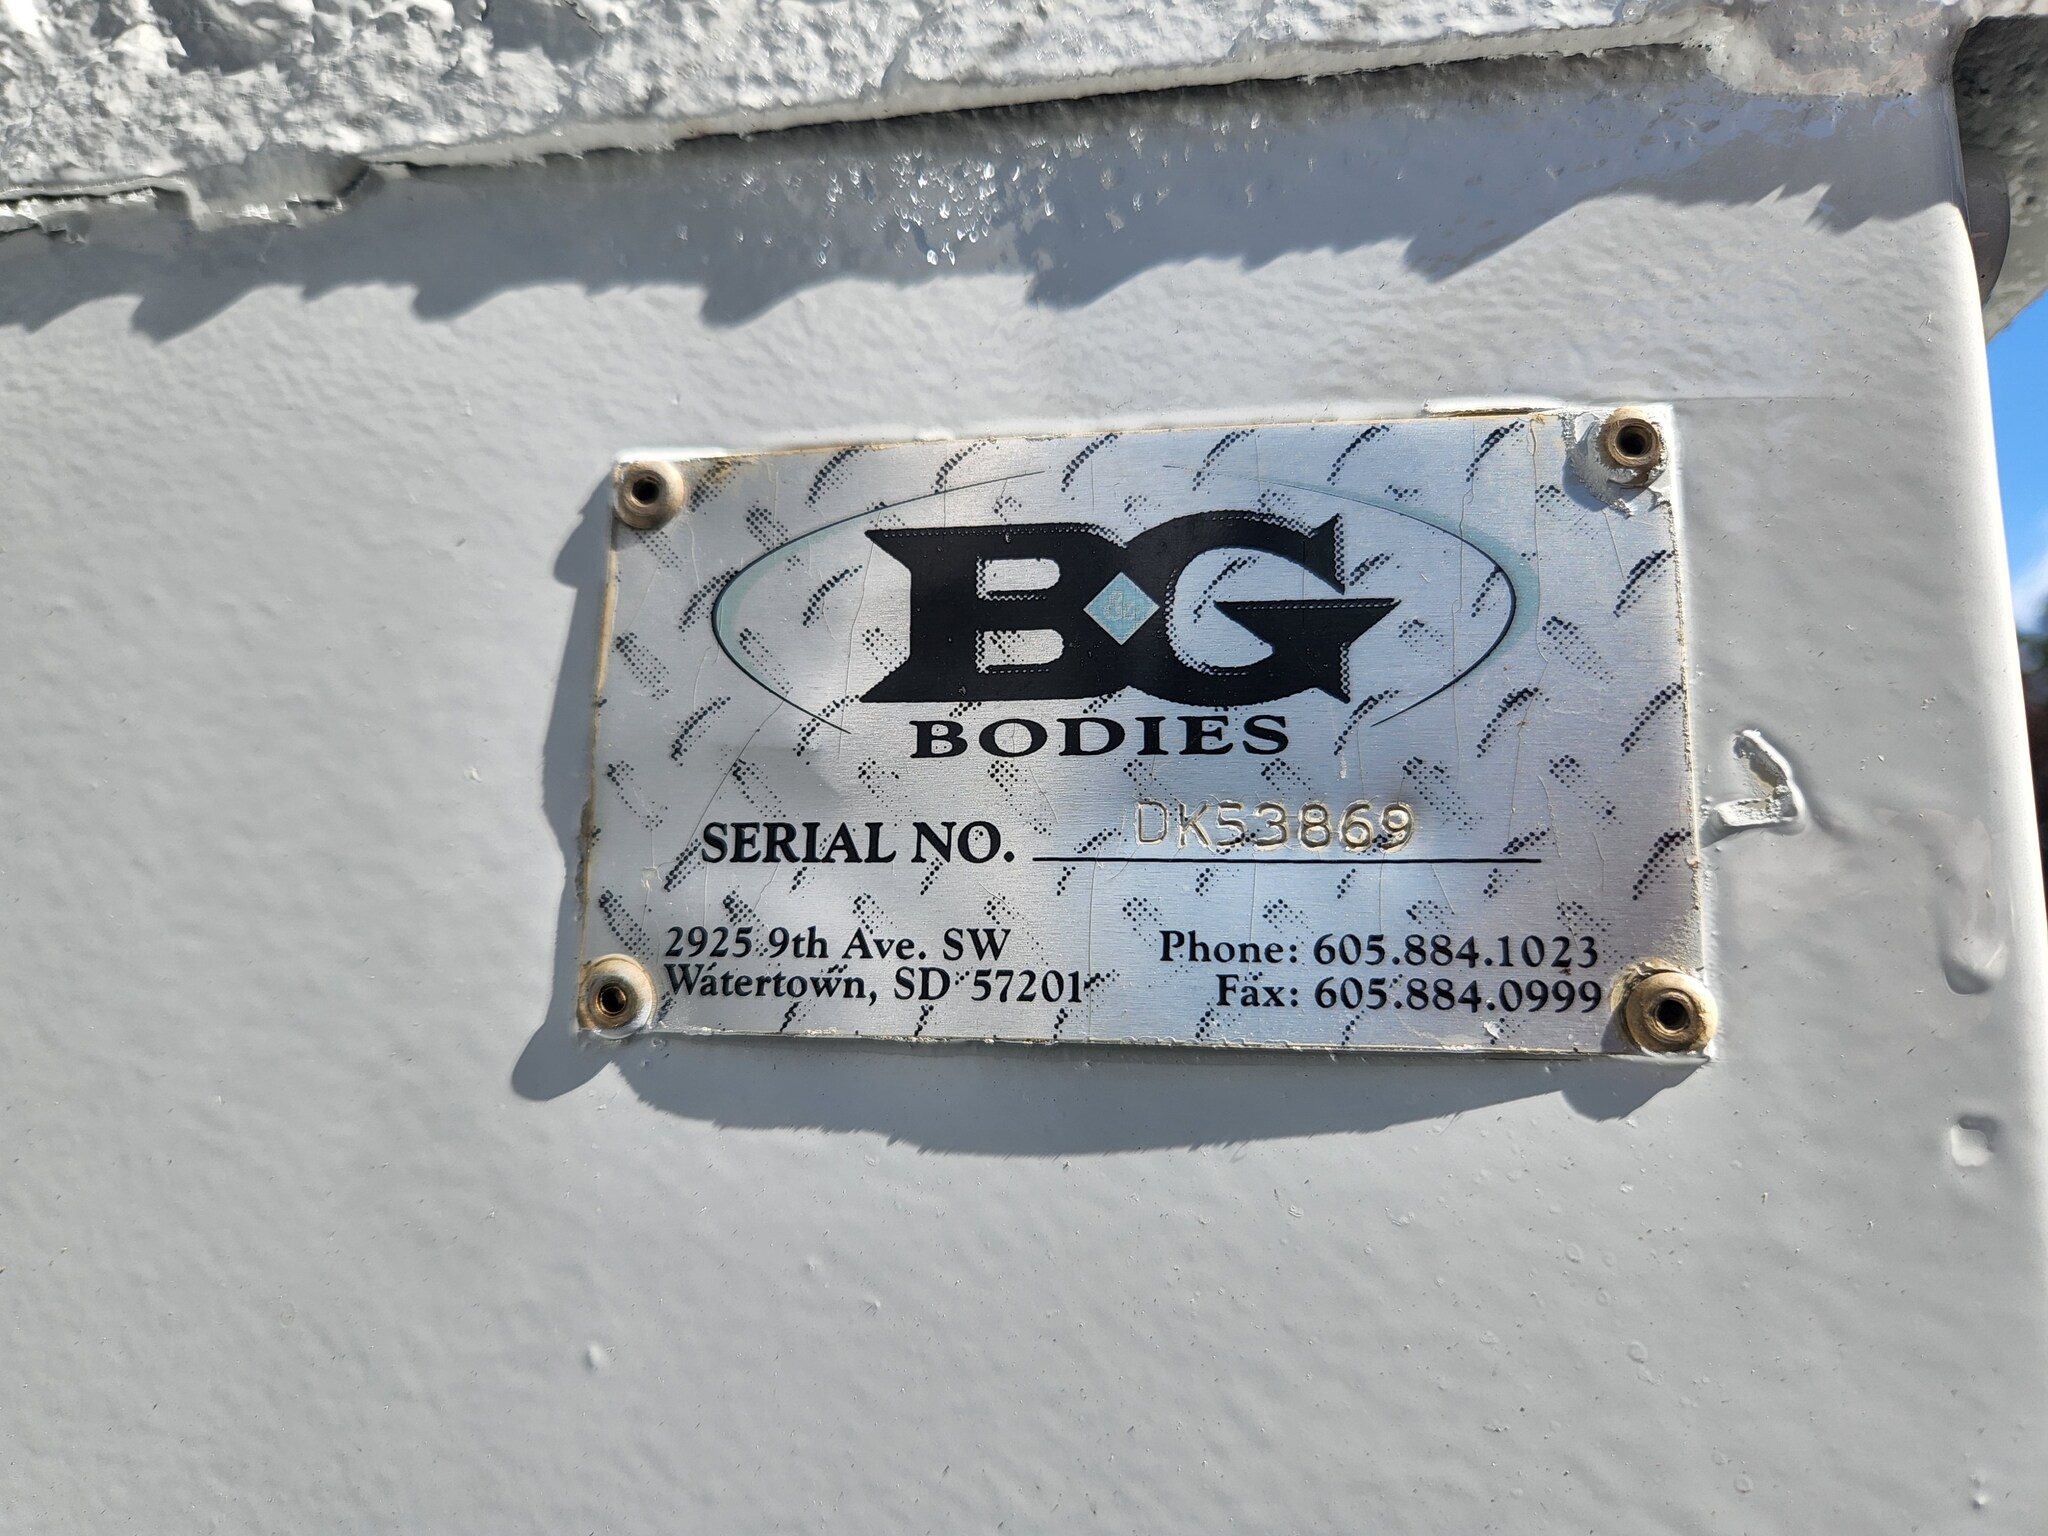 B&G
BODIES
SERIAL NO. DK53869
2925 9th Ave. SW
Watertown, SD 57201
Phone: 605.884.1023
Fax: 605.884.0999